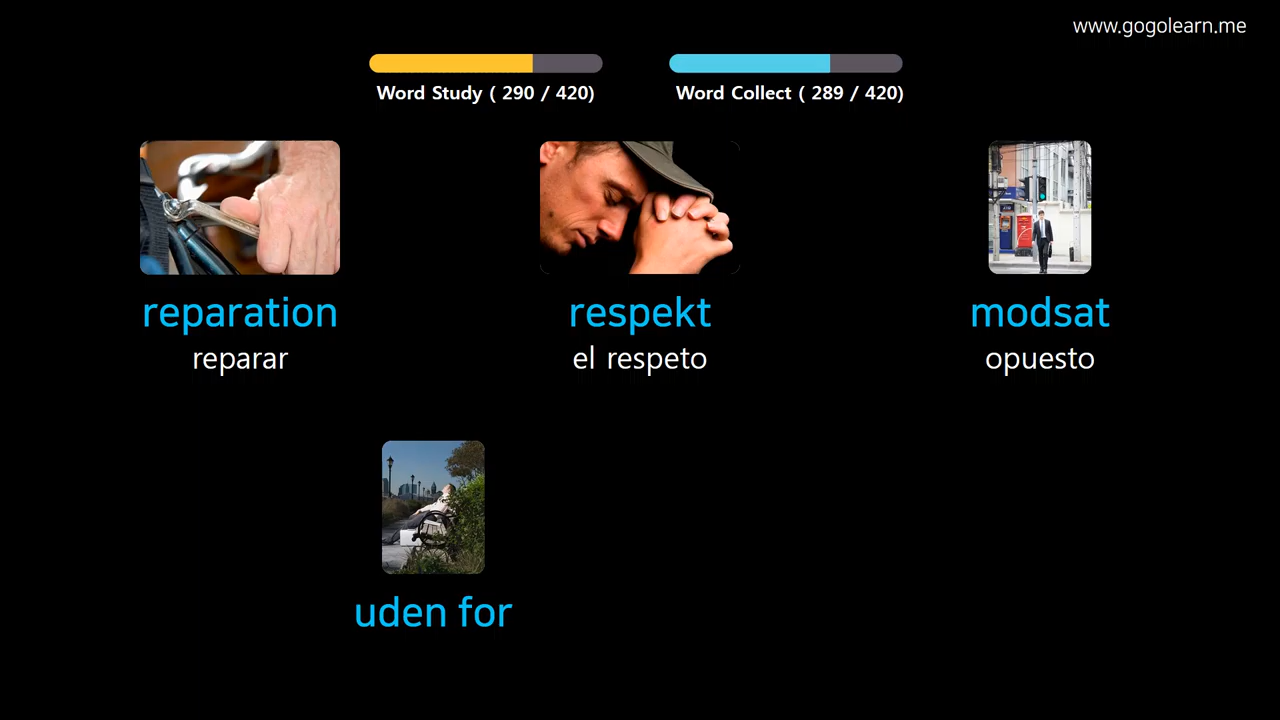 www.gogolearn.me
Word Study ( 290 / 420)
Word Collect ( 289 / 420)
reparation
reparar
respekt
el respeto
modsat
opuesto
uden for